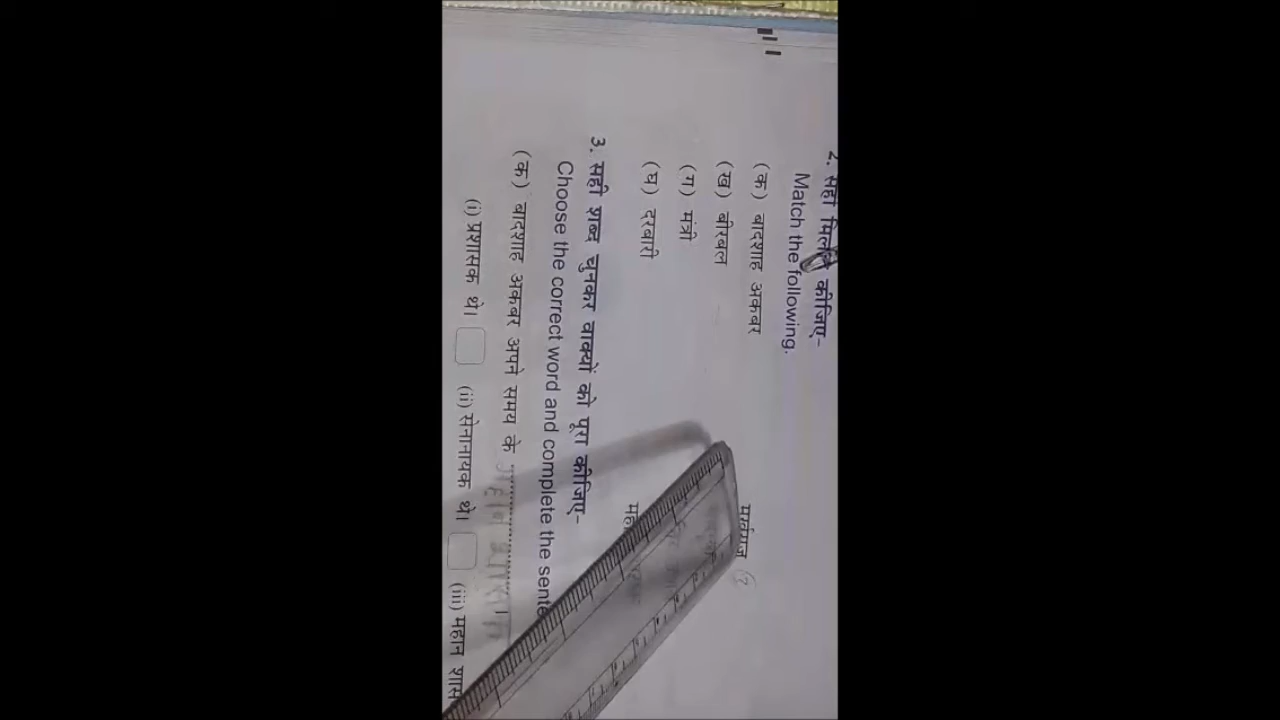 2. सही मिलान कीजिए-
Match the following.
(क) बादशाह अकबर
(ख) बीरबल
(ग) मंत्री
(घ) दरबारी
3. सही शब्द चुनकर वाक्यों को पूरा कीजिए-
Choose the correct word and complete the sente
(क) बादशाह अकबर अपने समय के
(i) प्रशासक थे।
(ii) सेनानायक थे।
(iii) महान शास